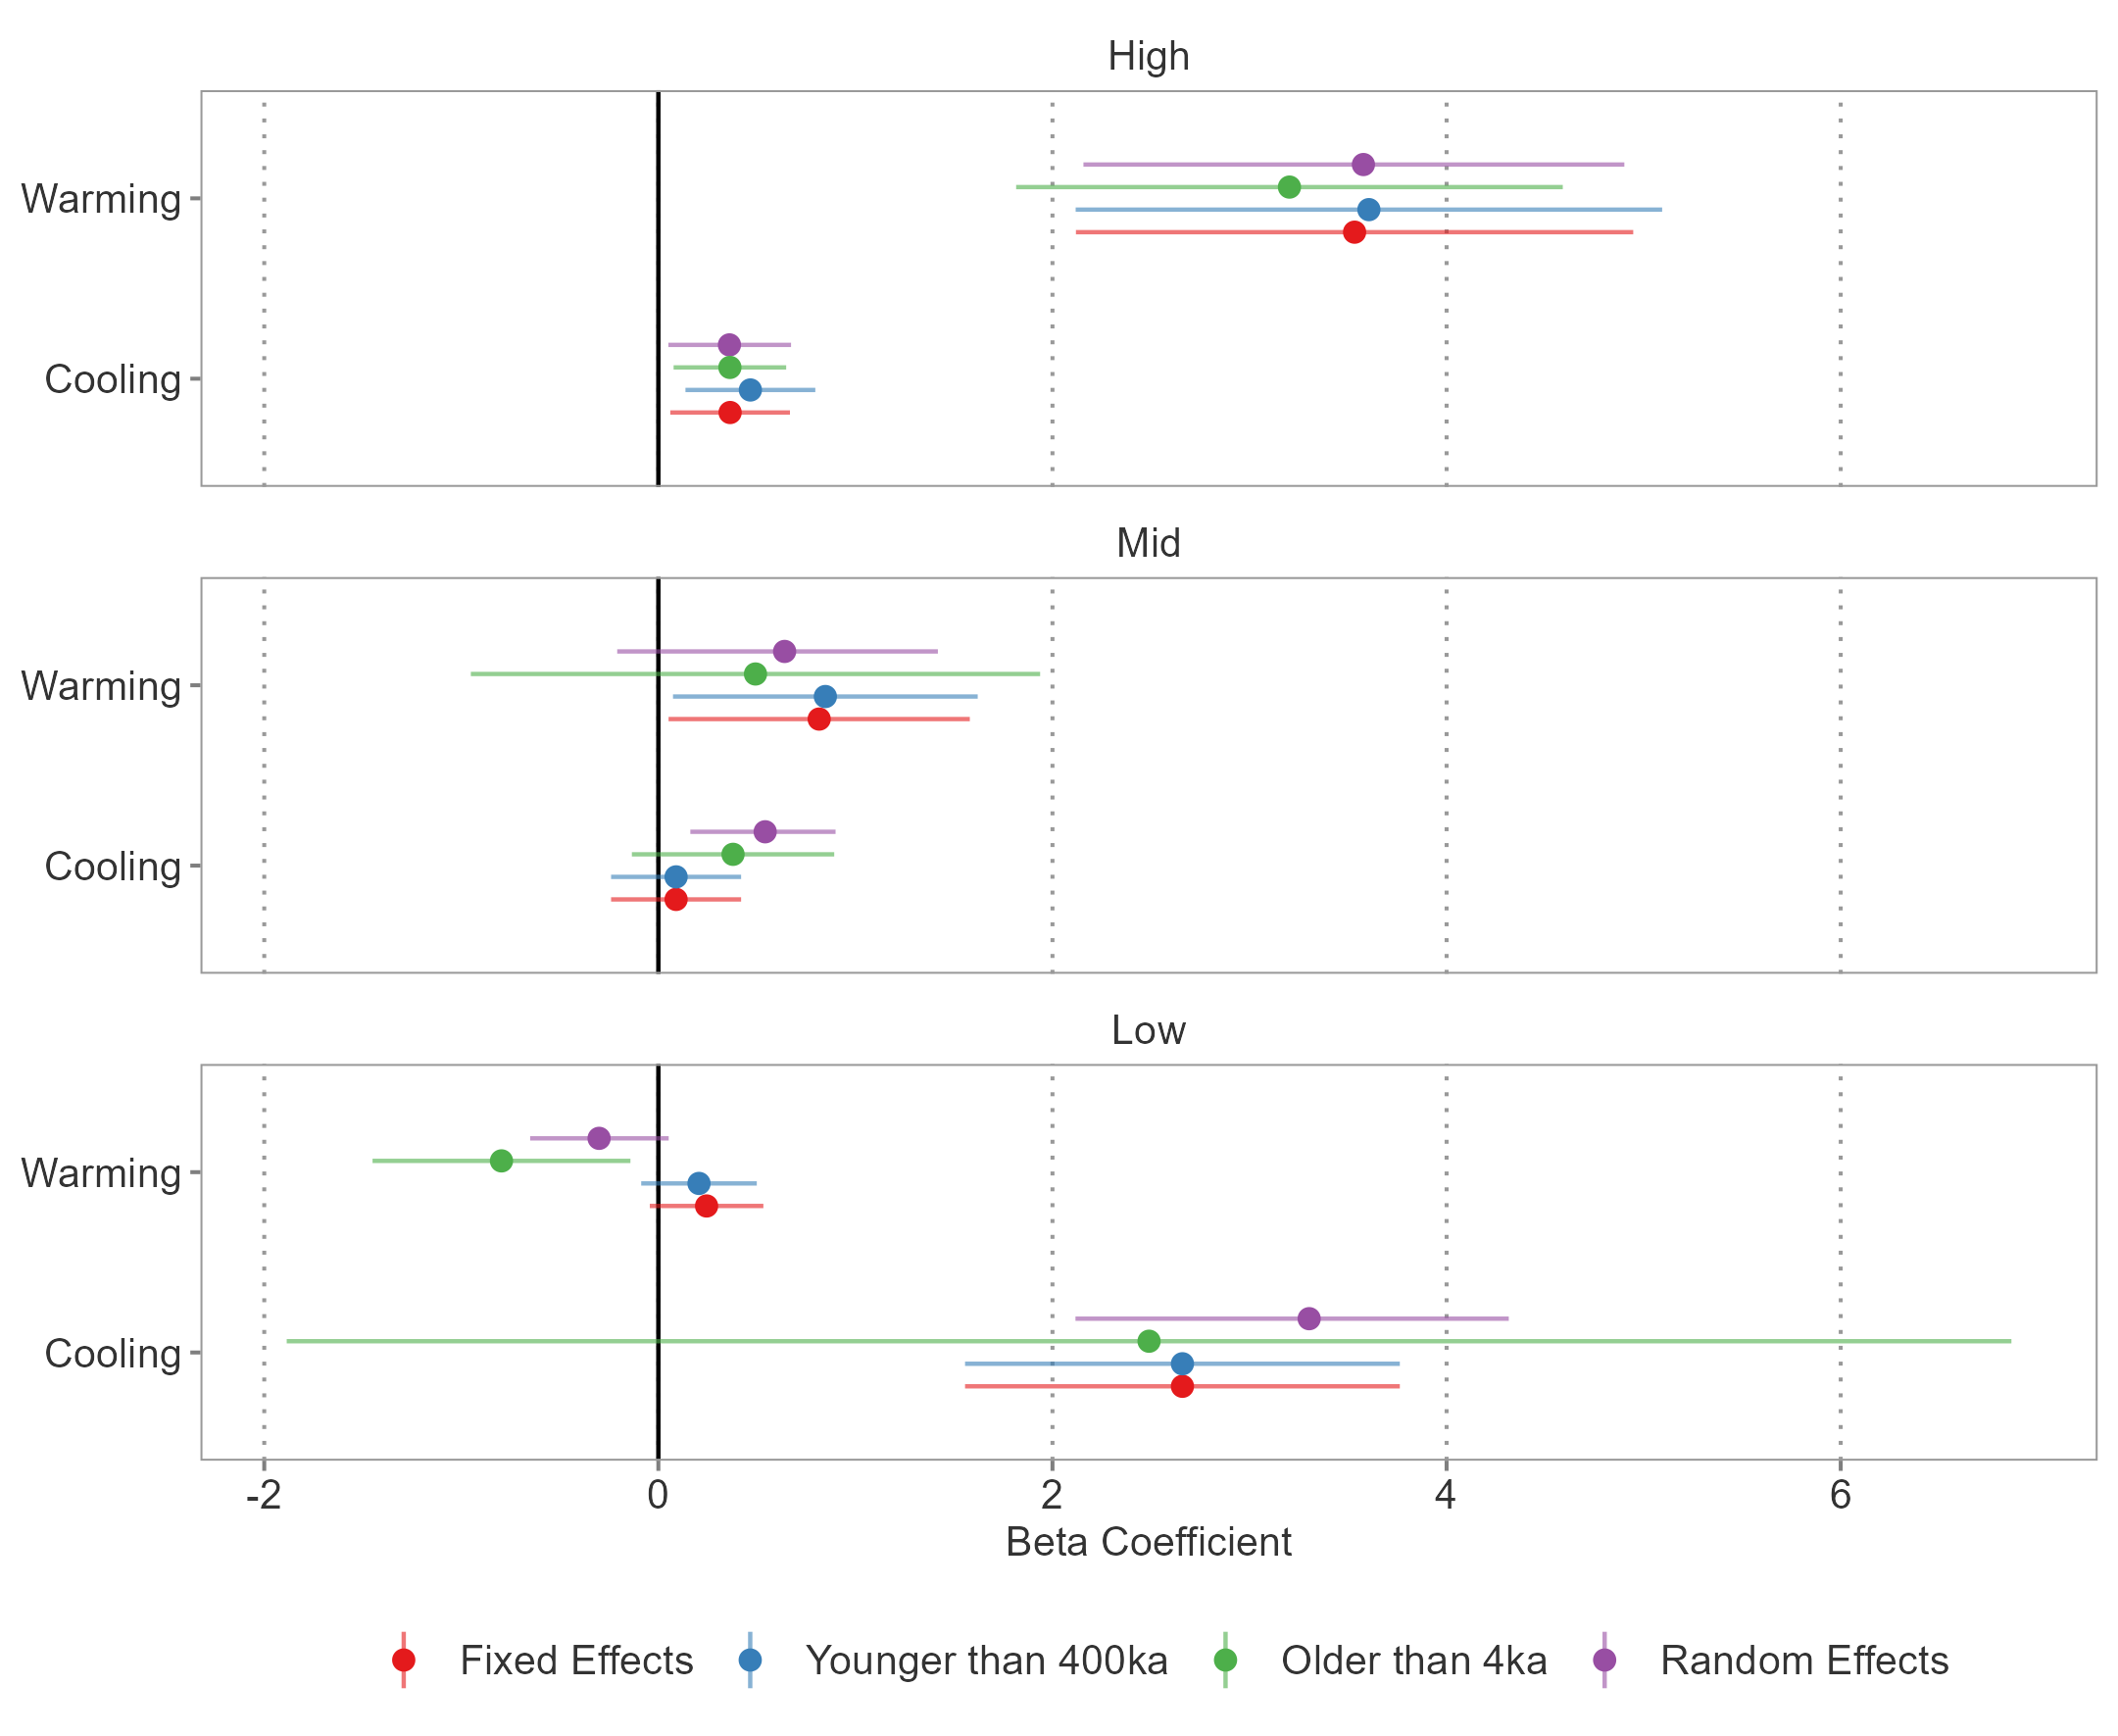 High
Warming
Cooling
Mid
Warming
Cooling
Low
Warming
Cooling
-2 0 2 4 6
Beta Coefficient
Fixed Effects Younger than 400ka Older than 4ka Random Effects